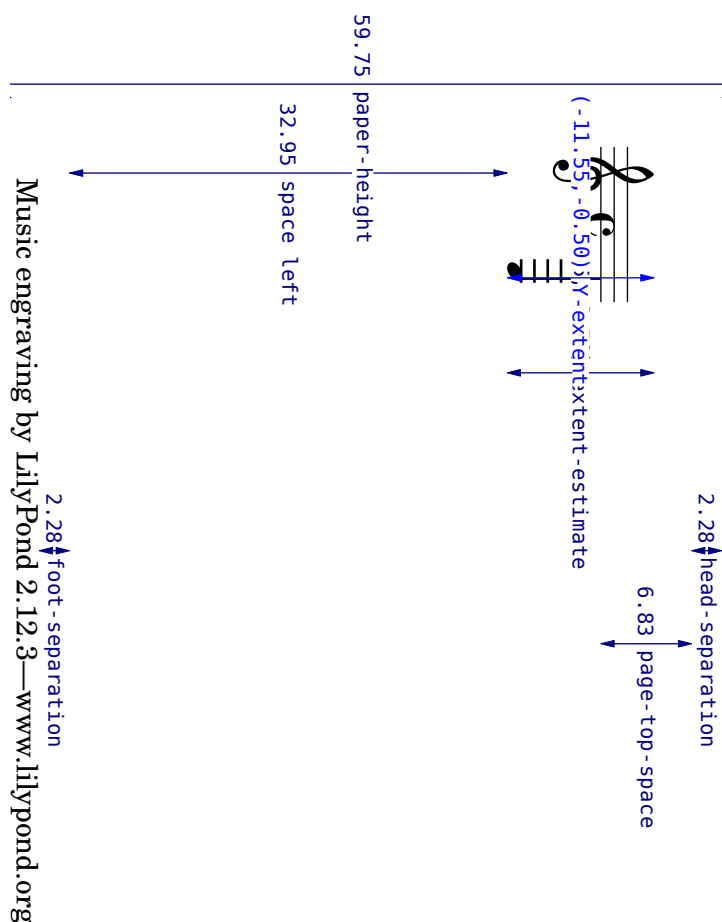 2.28 head-separation
6.83 page-top-space
(-11.55,-0.50)
Y-extent
extent-estimate
59.75 paper-height
32.95 space left
2.28 foot-separation
Music engraving by LilyPond 2.12.3—www.lilypond.org